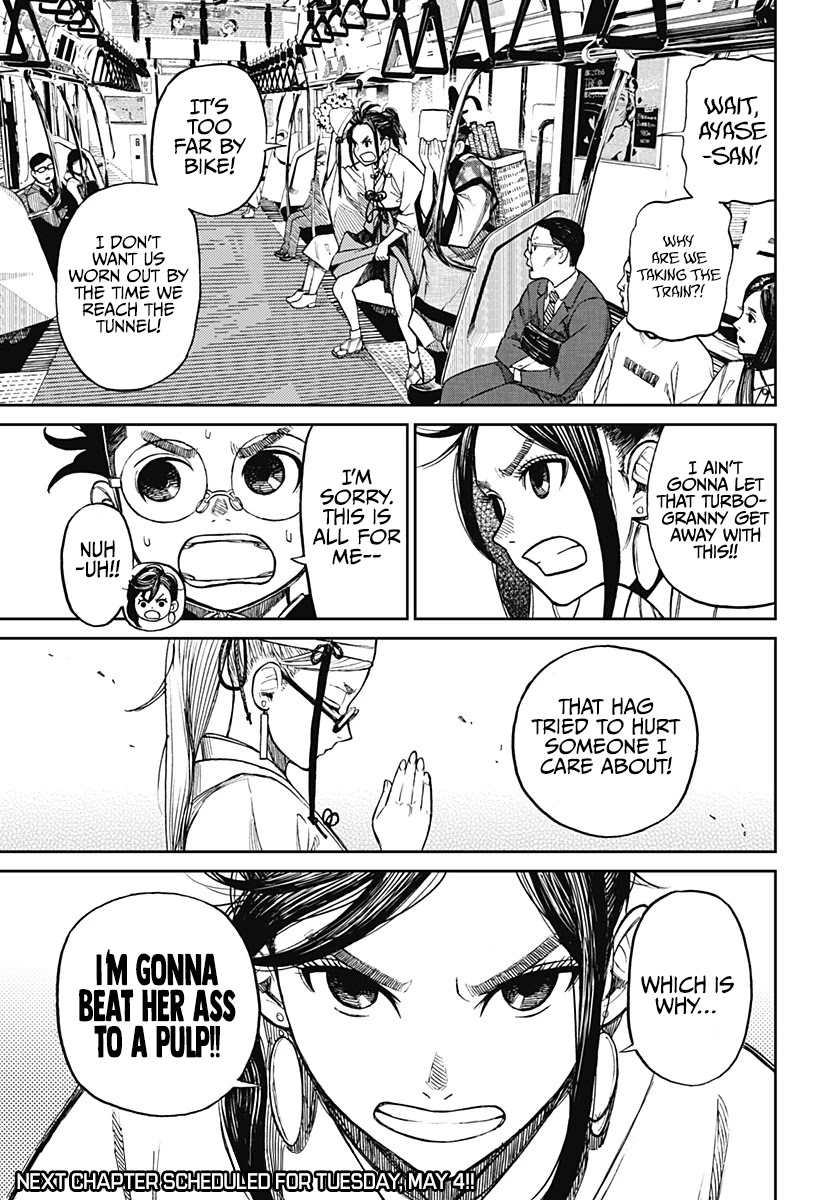 WAIT,
AYASE
-SAN!
WHY
ARE WE
TAKING THE
TRAIN?!
IT'S
TOO
FAR BY
BIKE!
I DON'T
WANT US
WORN OUT BY
THE TIME WE
REACH THE
TUNNEL!
I AIN'T
GONNA LET
THAT TURBO-
GRANNY GET
AWAY WITH
THIS!!
I'M
SORRY.
THIS IS
ALL FOR
ME--
NUH
-UH!!
THAT HAG
TRIED TO HURT
SOMEONE I
CARE ABOUT!
WHICH IS
WHY...
I'M GONNA
BEAT HER ASS
TO A PULP!!
NEXT CHAPTER SCHEDULED FOR TUESDAY, MAY 4!!